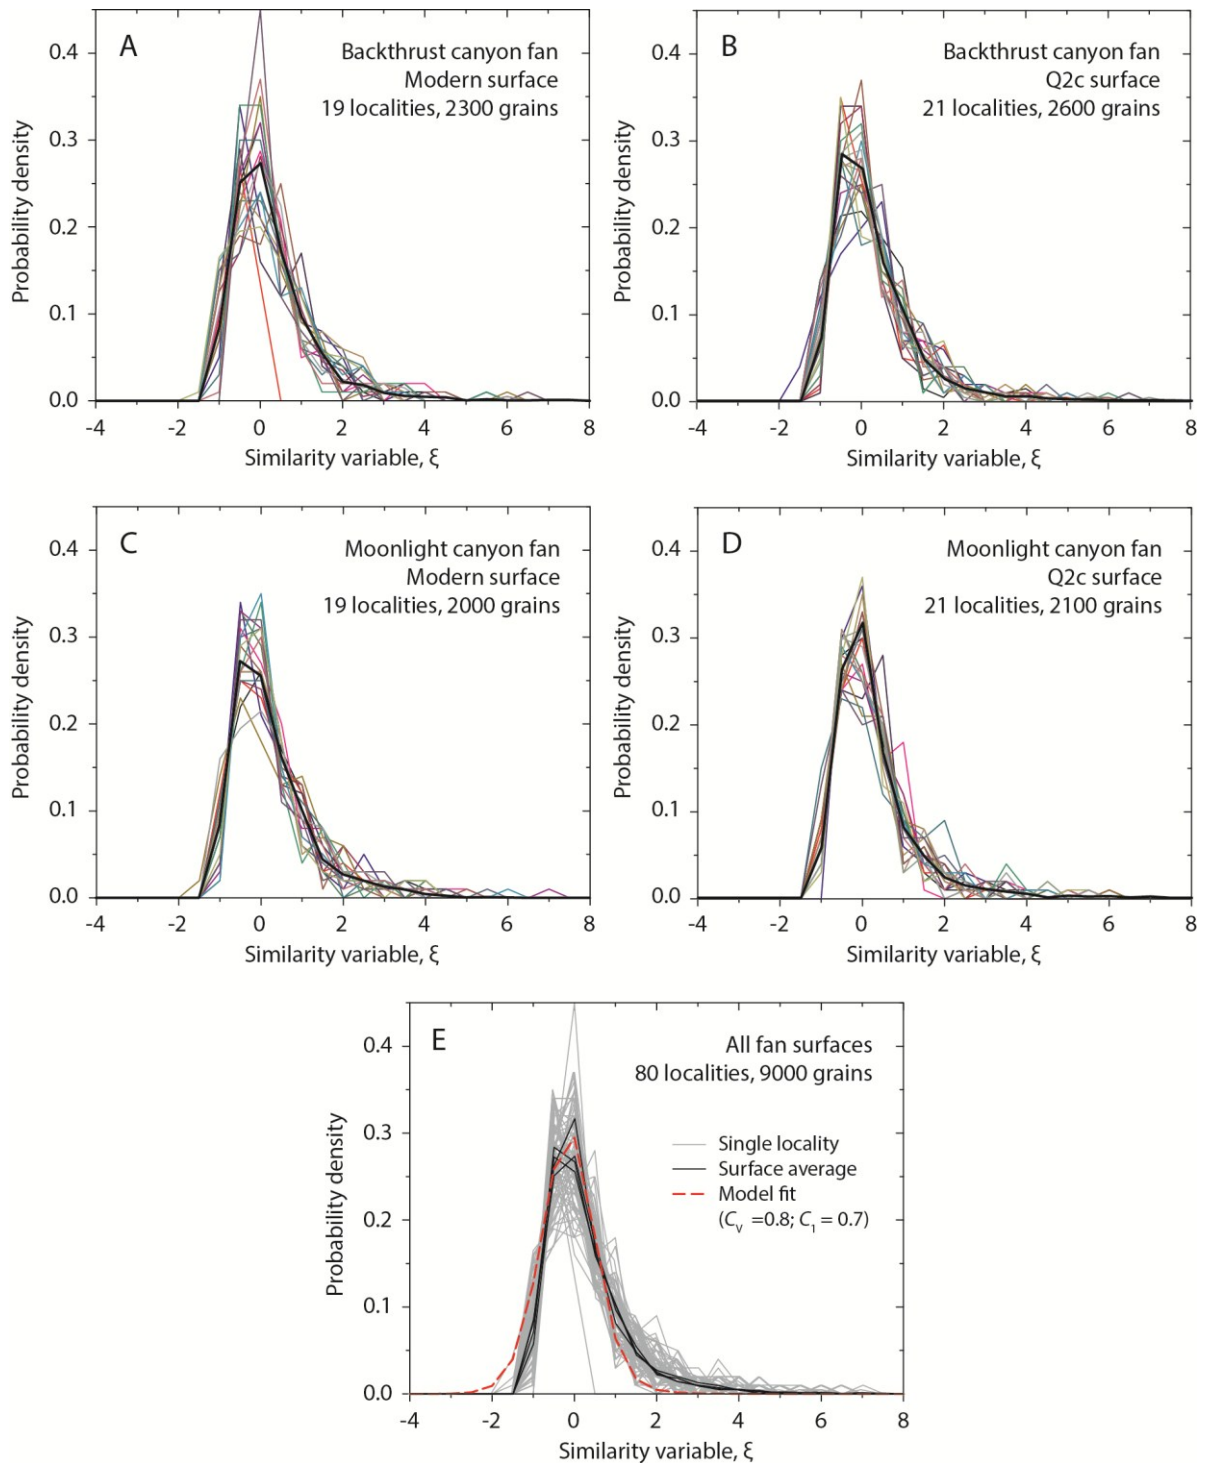 A
Backthrust canyon fan
Modern surface
19 localities, 2300 grains
Probability density
0.4
0.3
0.2
0.1
0.0
-4 -2 0 2 4 6 8
Similarity variable, ξ
B
Backthrust canyon fan
Q2c surface
21 localities, 2600 grains
Probability density
0.4
0.3
0.2
0.1
0.0
-4 -2 0 2 4 6 8
Similarity variable, ξ
C
Moonlight canyon fan
Modern surface
19 localities, 2000 grains
Probability density
0.4
0.3
0.2
0.1
0.0
-4 -2 0 2 4 6 8
Similarity variable, ξ
D
Moonlight canyon fan
Q2c surface
21 localities, 2100 grains
Probability density
0.4
0.3
0.2
0.1
0.0
-4 -2 0 2 4 6 8
Similarity variable, ξ
E
All fan surfaces
80 localities, 9000 grains
Single locality
Surface average
Model fit
(Cv =0.8; C1 = 0.7)
Probability density
0.4
0.3
0.2
0.1
0.0
-4 -2 0 2 4 6 8
Similarity variable, ξ